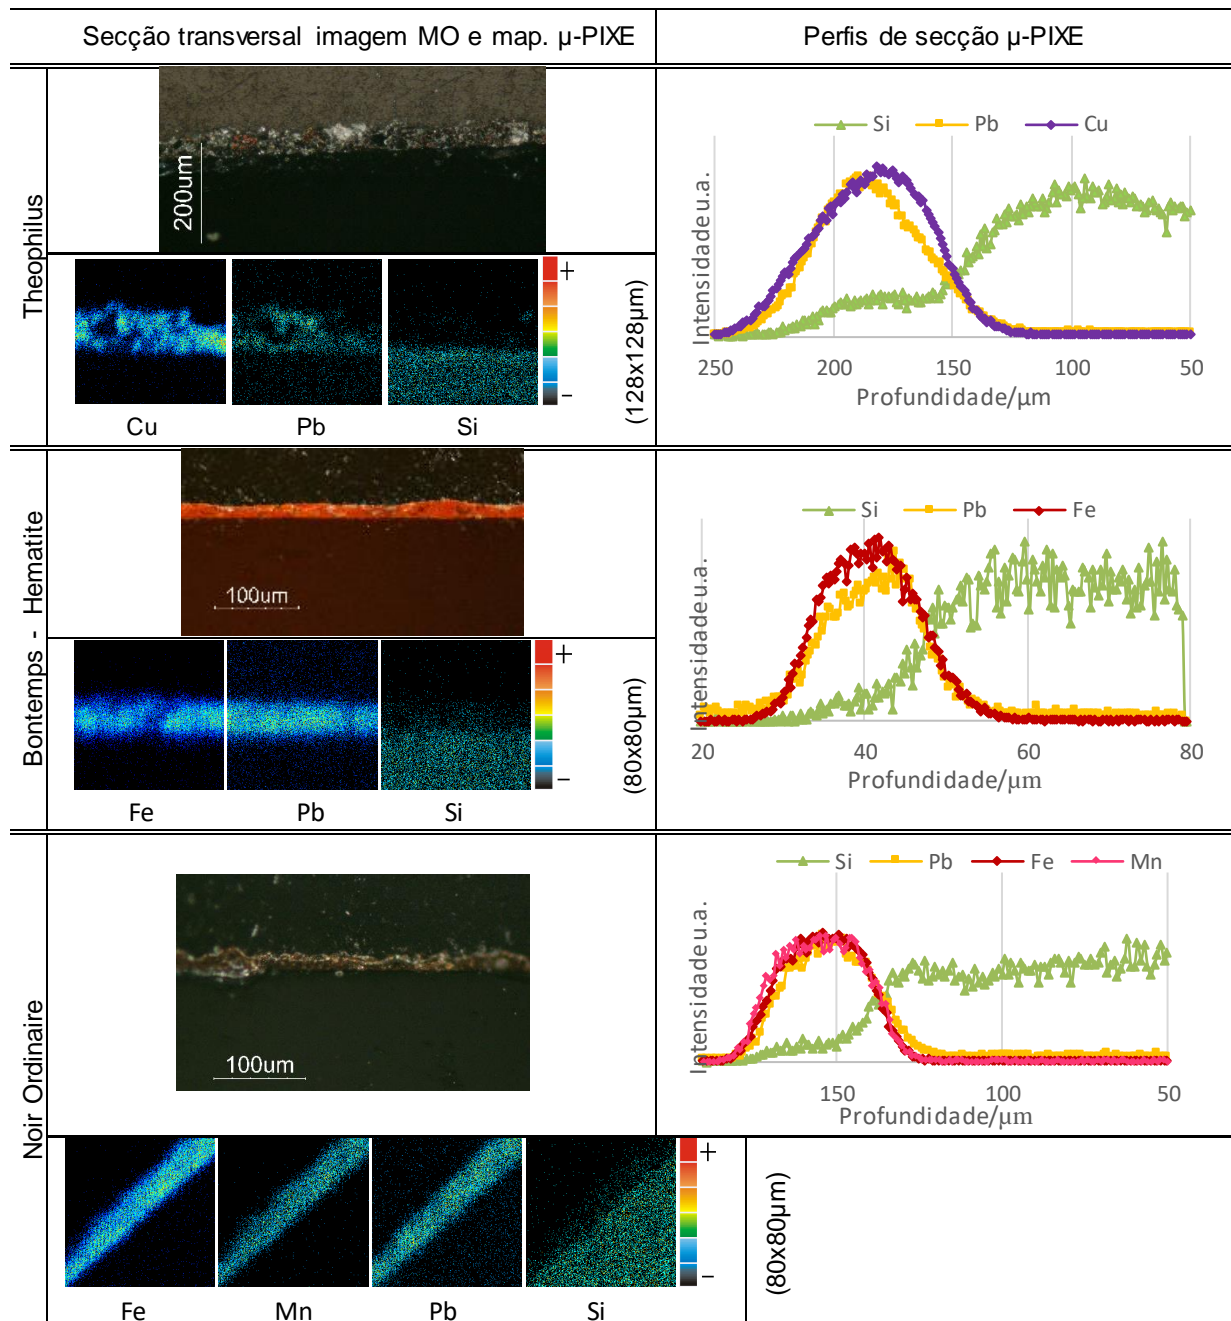 Secção transversal imagem MO e map. µ-PIXE
Perfis de secção µ-PIXE
Theophilus
200um
Cu
Pb
Si
+
–
(128x128µm)
Si
Pb
Cu
Intensidade u.a.
250
200
150
100
50
Profundidade/µm
Bontemps - Hematite
100um
Fe
Pb
Si
+
–
(80x80µm)
Si
Pb
Fe
Intensidade u.a.
20
40
60
80
Profundidade/µm
Noir Ordinaire
100um
Si
Pb
Fe
Mn
Intensidade u.a.
150
100
50
Profundidade/µm
Fe
Mn
Pb
Si
+
–
(80x80µm)